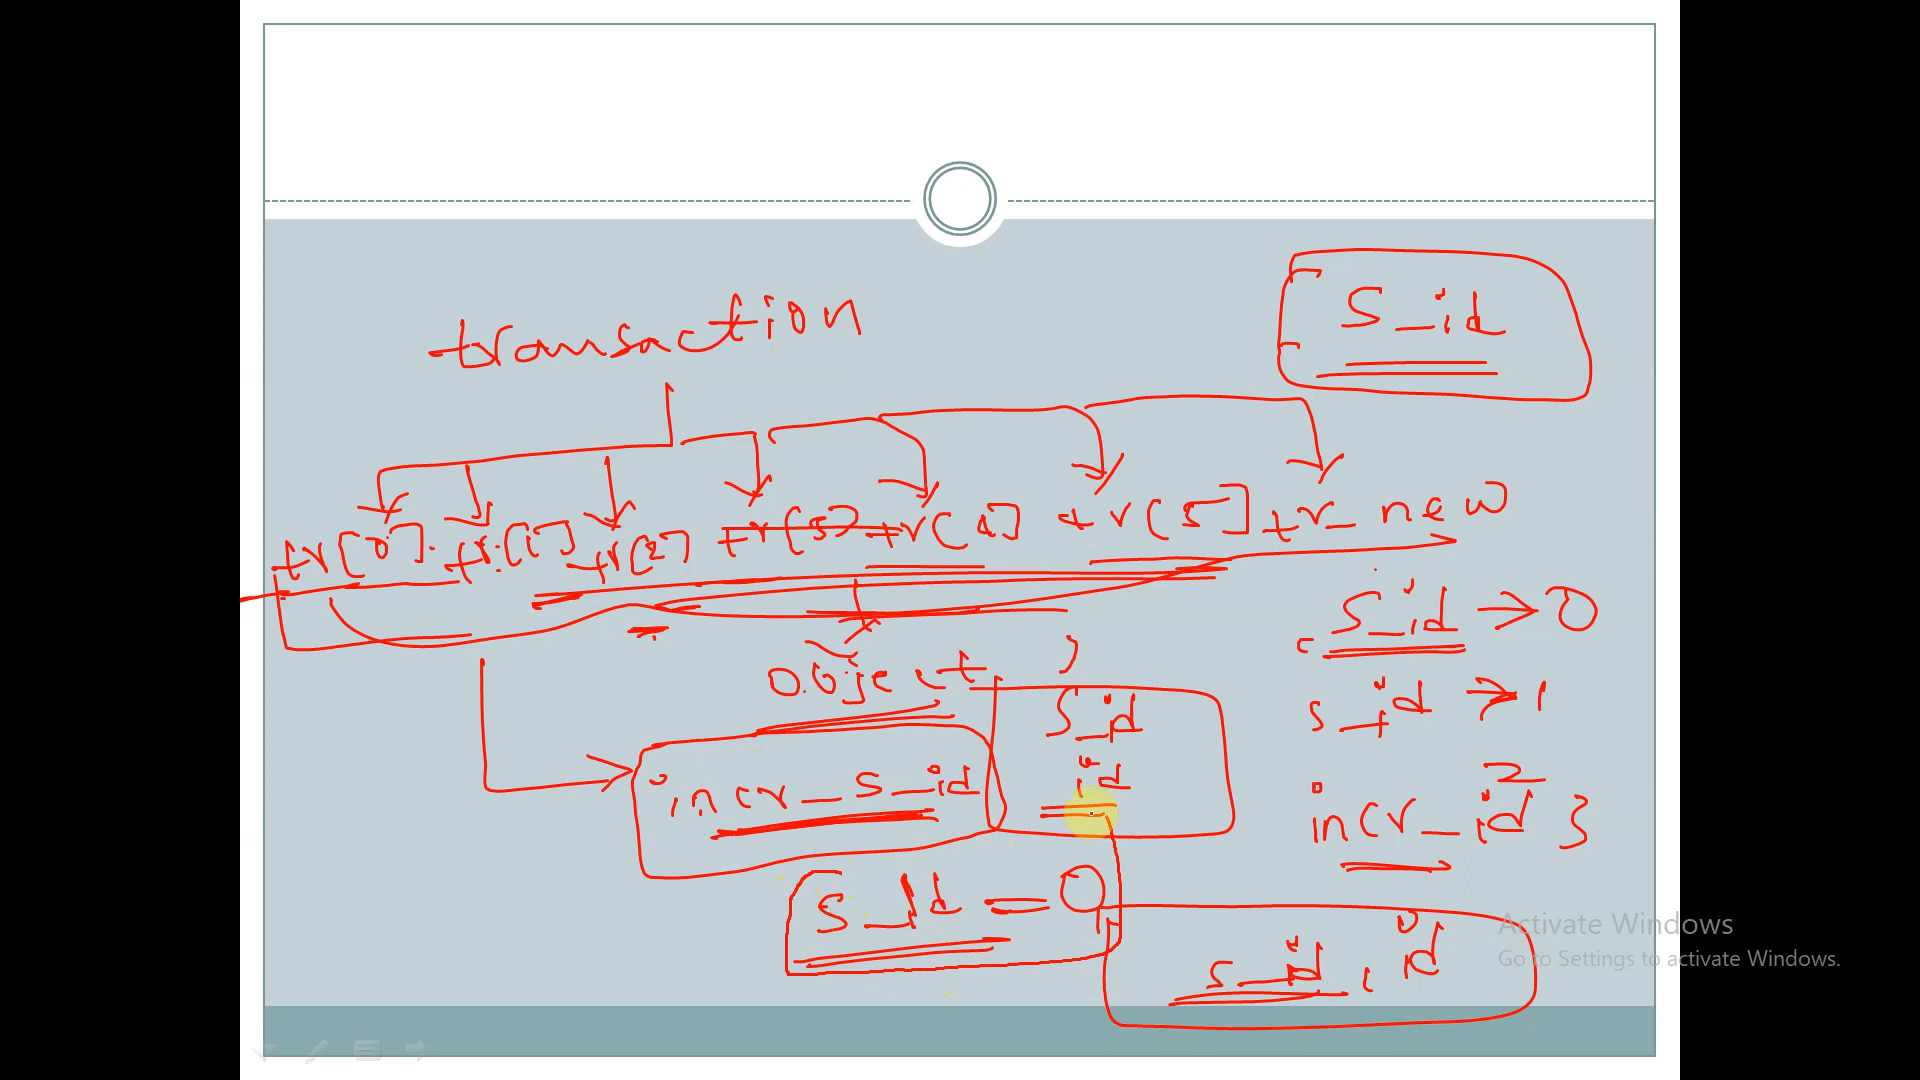 S_id
transaction
tr[0] tr[1] tr[2] tr[3] tr[4] tr[5] tr_new
S_id → 0
object
s_id → 1
S_id
id
2
incr_s_id
incr_id }
S_id = 0
s_id, id
Activate Windows
Go to Settings to activate Windows.